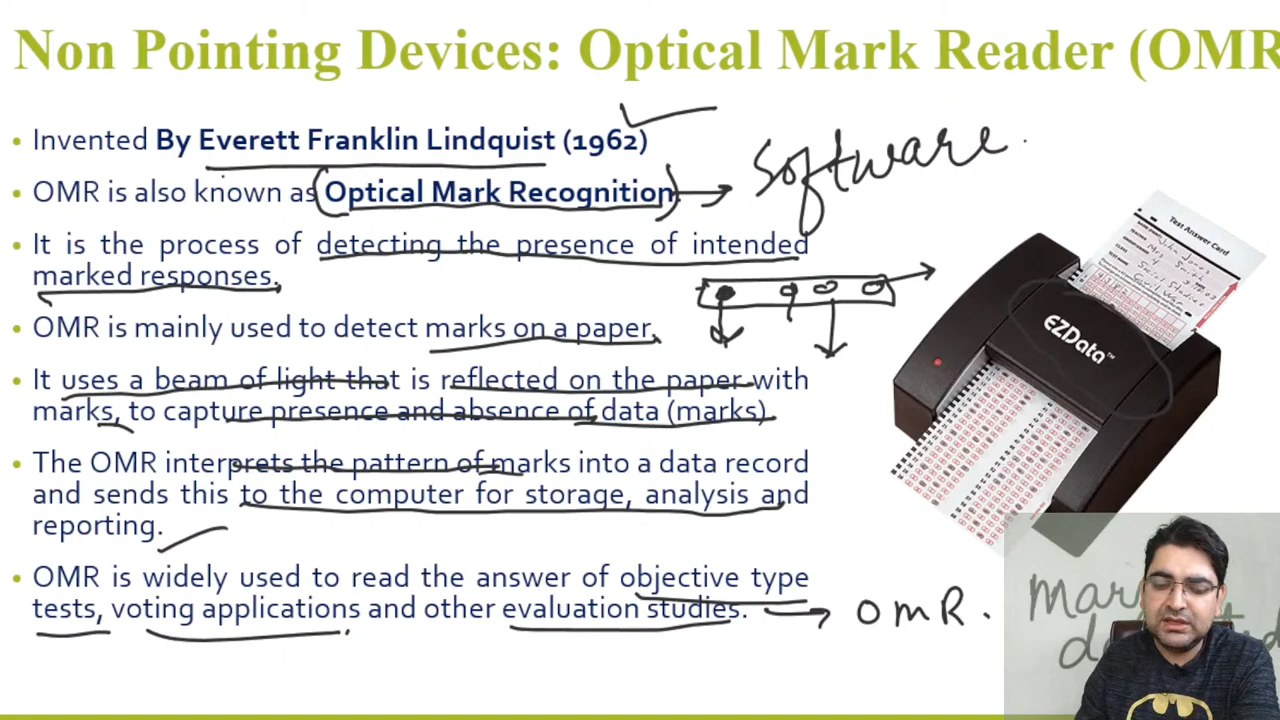 Non Pointing Devices: Optical Mark Reader (OMR
• Invented By Everett Franklin Lindquist (1962)
Software
• OMR is also known as Optical Mark Recognition
• It is the process of detecting the presence of intended
marked responses.
• OMR is mainly used to detect marks on a paper.
• It uses a beam of light that is reflected on the paper with
marks, to capture presence and absence of data (marks).
• The OMR interprets the pattern of marks into a data record
and sends this to the computer for storage, analysis and
reporting.
• OMR is widely used to read the answer of objective type
tests, voting applications and other evaluation studies.
OMR.
Test Answer Card
Social Studies
EZData™